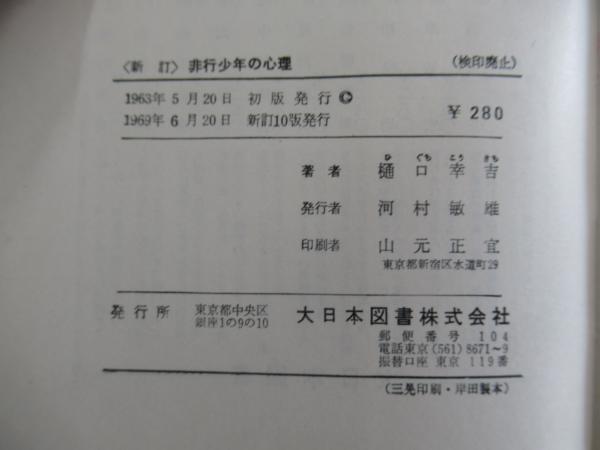 〈新訂〉非行少年の心理 (検印廃止)
1963年5月20日 初版発行 ©
1969年6月20日 新訂10版発行
¥280
ひ ぐち こう きち
著者 樋口幸吉
発行者 河村敏雄
印刷者 山元正宜
東京都新宿区水道町29
発行所 東京都中央区 大日本図書株式会社
銀座1の9の10
郵便番号 104
電話東京(561)8671〜9
振替口座 東京 119番
(三晃印刷・岸田製本)